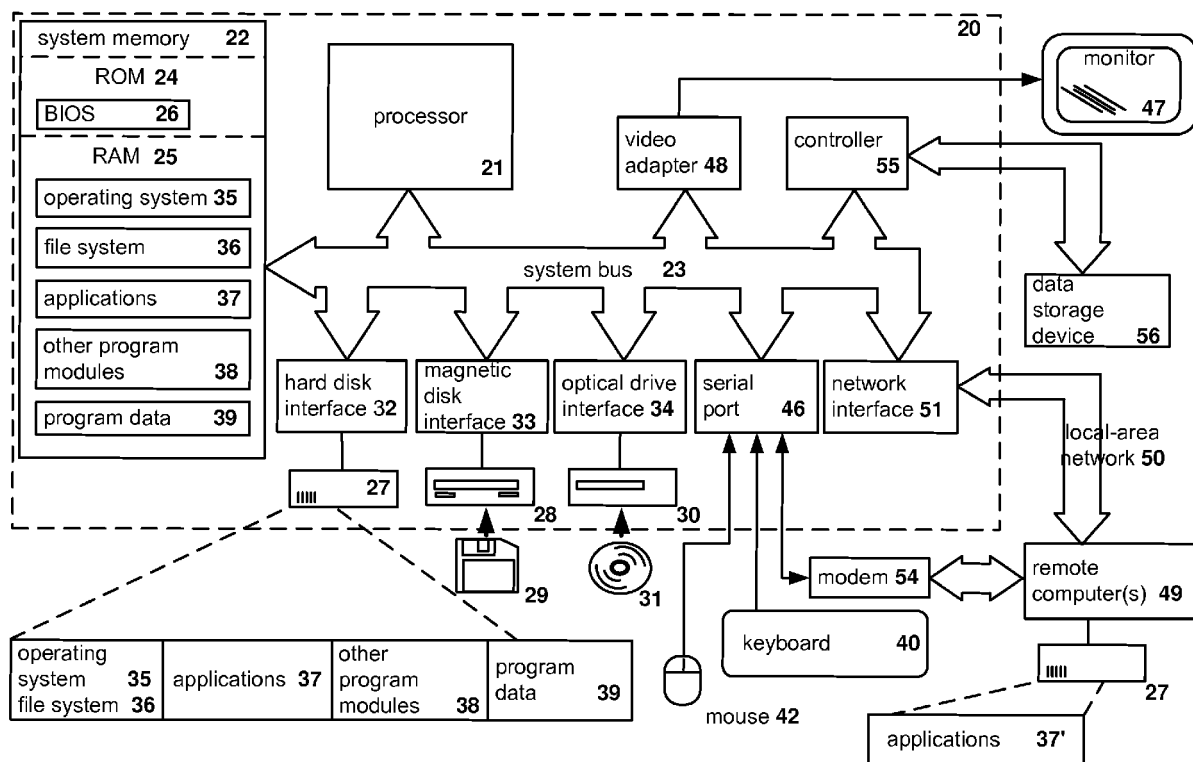 20
system memory 22
ROM 24
BIOS 26
RAM 25
operating system 35
file system 36
applications 37
other program
modules 38
program data 39
processor
21
video
adapter 48
controller
55
monitor
47
system bus 23
data
storage
device 56
hard disk
interface 32
magnetic
disk
interface 33
optical drive
interface 34
serial
port 46
network
interface 51
local-area
network 50
27
28
30
29
31
modem 54
remote
computer(s) 49
keyboard 40
mouse 42
27
operating
system 35
file system 36
applications 37
other
program
modules 38
program
data 39
applications 37'